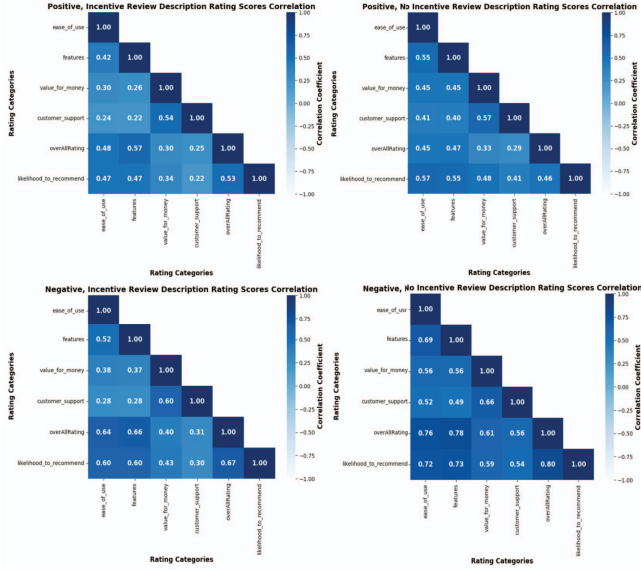 Positive, Incentive Review Description Rating Scores Correlation
ease_of_use
features
value_for_money
customer_support
overAllRating
likelihood_to_recommend
1.00
0.42 1.00
0.30 0.26 1.00
0.24 0.22 0.54 1.00
0.48 0.57 0.30 0.25 1.00
0.47 0.47 0.34 0.22 0.53 1.00
ease_of_use
features
value_for_money
customer_support
overAllRating
likelihood_to_recommend
Rating Categories
Rating Categories
1.00
0.75
0.50
0.25
0.00
−0.25
−0.50
−0.75
−1.00
Correlation Coefficient
Positive, No Incentive Review Description Rating Scores Correlation
ease_of_use
features
value_for_money
customer_support
overAllRating
likelihood_to_recommend
1.00
0.55 1.00
0.45 0.40 1.00
0.41 0.40 0.57 1.00
0.45 0.47 0.33 0.29 1.00
0.57 0.55 0.48 0.41 0.46 1.00
ease_of_use
features
value_for_money
customer_support
overAllRating
likelihood_to_recommend
Rating Categories
Rating Categories
1.00
0.75
0.50
0.25
0.00
−0.25
−0.50
−0.75
−1.00
Correlation Coefficient
Negative, Incentive Review Description Rating Scores Correlation
ease_of_use
features
value_for_money
customer_support
overAllRating
likelihood_to_recommend
1.00
0.52 1.00
0.38 0.37 1.00
0.28 0.28 0.60 1.00
0.64 0.66 0.40 0.31 1.00
0.60 0.60 0.43 0.30 0.67 1.00
ease_of_use
features
value_for_money
customer_support
overAllRating
likelihood_to_recommend
Rating Categories
Rating Categories
1.00
0.75
0.50
0.25
0.00
−0.25
−0.50
−0.75
−1.00
Correlation Coefficient
Negative, No Incentive Review Description Rating Scores Correlation
ease_of_use
features
value_for_money
customer_support
overAllRating
likelihood_to_recommend
1.00
0.69 1.00
0.56 0.56 1.00
0.52 0.49 0.66 1.00
0.76 0.78 0.61 0.56 1.00
0.72 0.73 0.59 0.54 0.80 1.00
ease_of_use
features
value_for_money
customer_support
overAllRating
likelihood_to_recommend
Rating Categories
Rating Categories
1.00
0.75
0.50
0.25
0.00
−0.25
−0.50
−0.75
−1.00
Correlation Coefficient